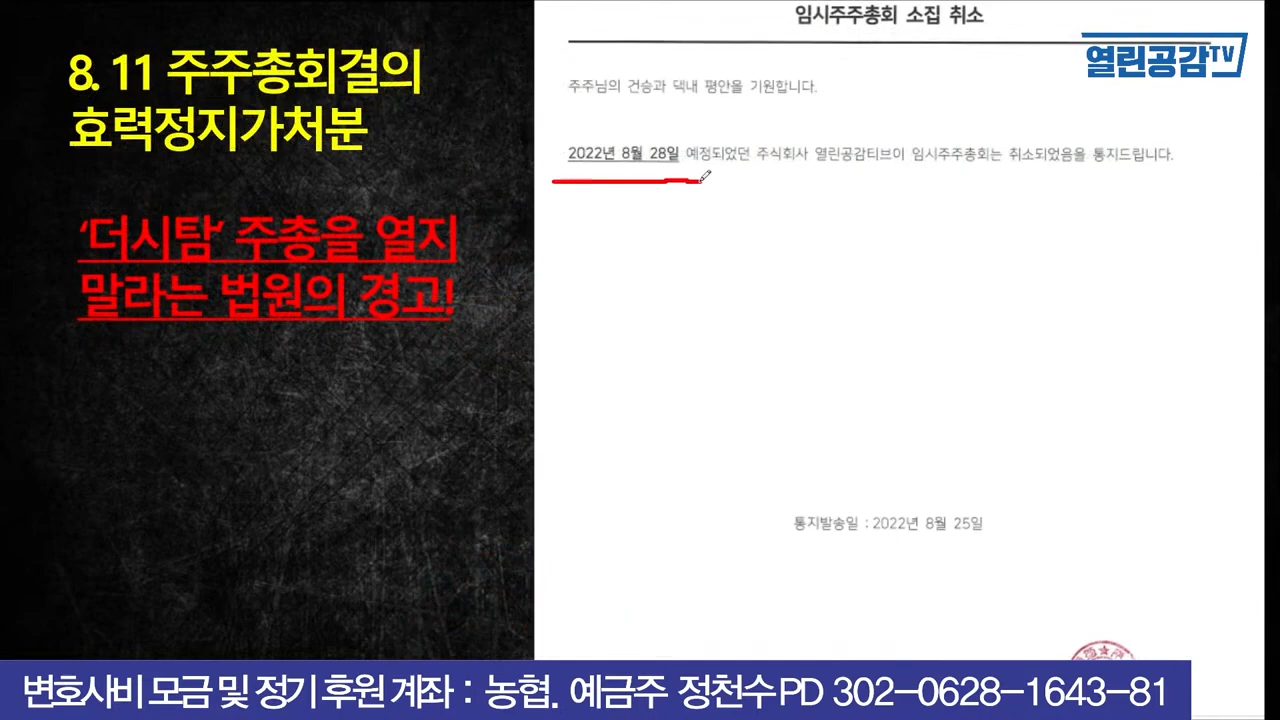 8. 11 주주총회결의
효력정지가처분
'더시탐' 주총을 열지
말라는 법원의 경고!
임시주주총회 소집 취소
열린공감TV
주주님의 건승과 댁내 평안을 기원합니다.
2022년 8월 28일 예정되었던 주식회사 열린공감티브이 임시주주총회는 취소되었음을 통지드립니다.
통지발송일 : 2022년 8월 25일
변호사비 모금 및 정기 후원 계좌 : 농협. 예금주 정천수PD 302-0628-1643-81